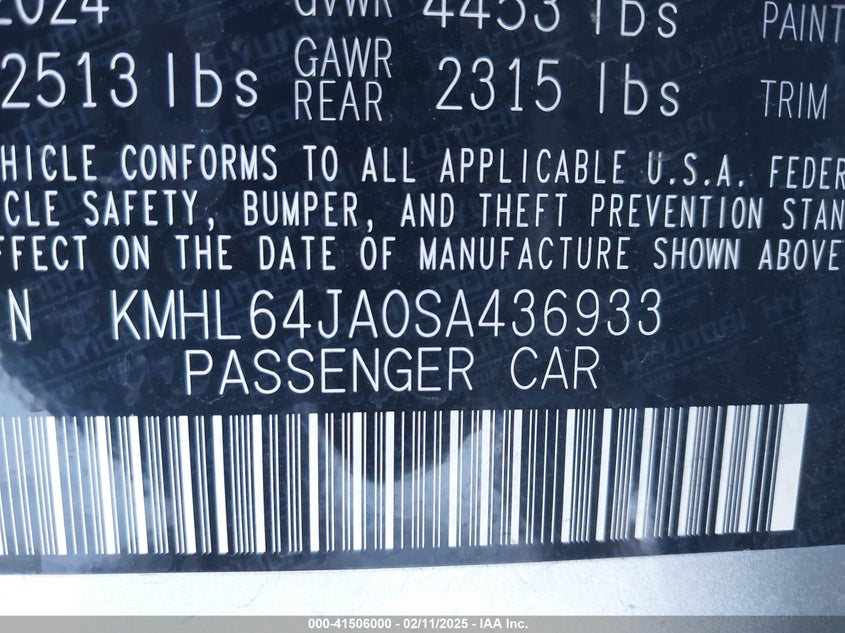 2024 GVWR 4453 lbs PAINT
2513 lbs GAWR REAR 2315 lbs TRIM
HICLE CONFORMS TO ALL APPLICABLE U.S.A. FEDER
ICLE SAFETY, BUMPER, AND THEFT PREVENTION STAN
EFFECT ON THE DATE OF MANUFACTURE SHOWN ABOVE
N KMHL64JA0SA436933
PASSENGER CAR
000-41506000 - 02/11/2025 - IAA Inc.